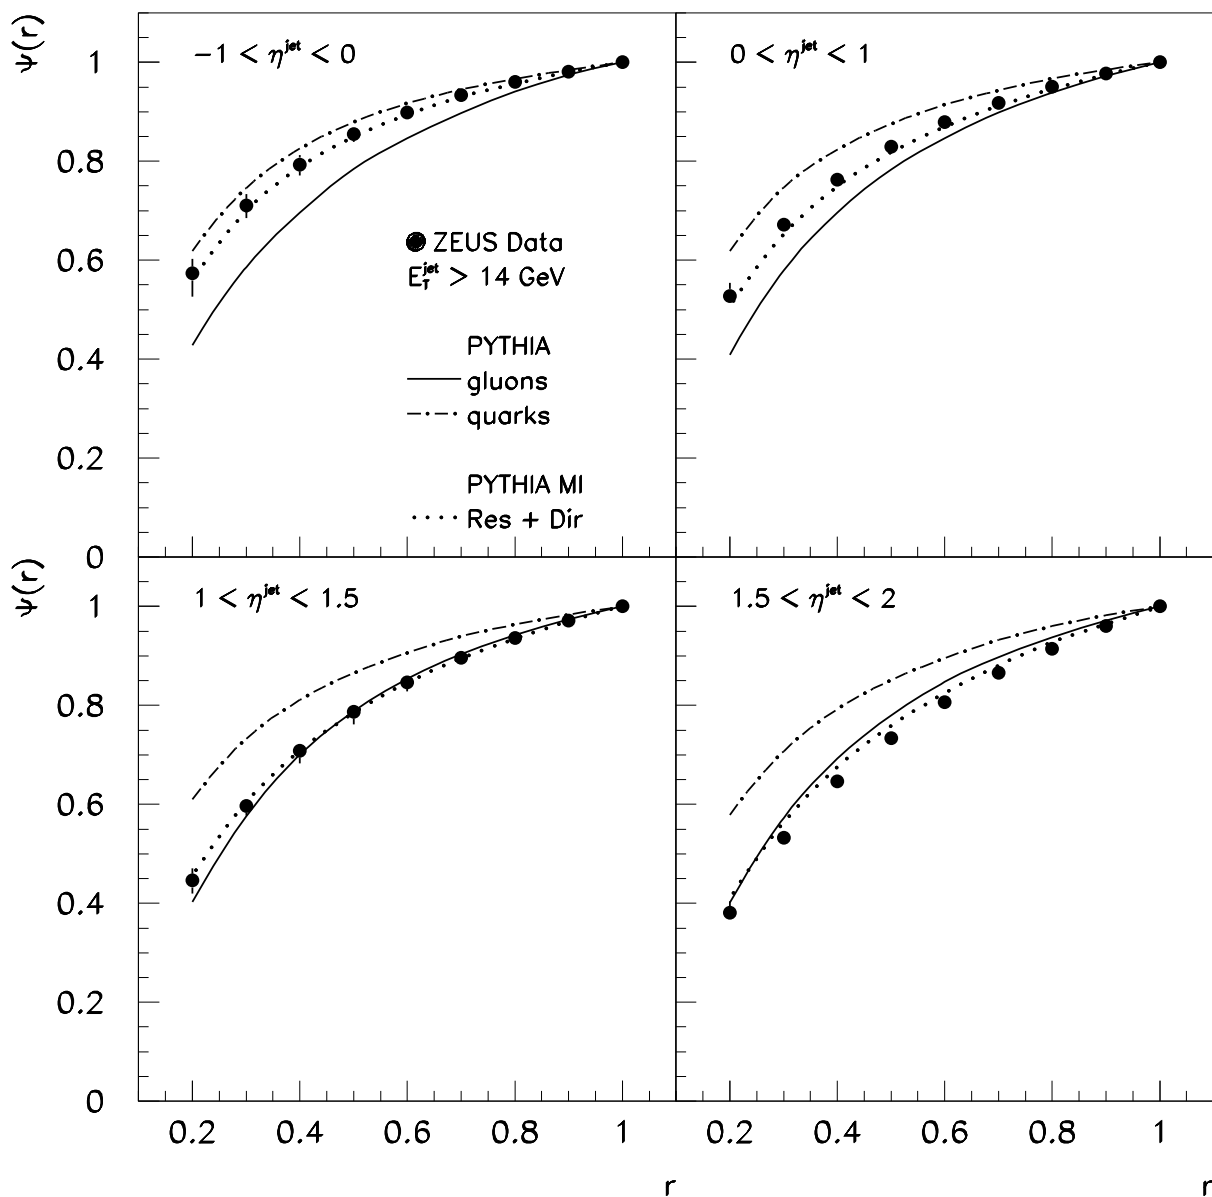 ψ(r)
1
0.8
0.6
0.4
0.2
0
−1 < η^jet < 0
ZEUS Data
E_T^jet > 14 GeV
PYTHIA
gluons
quarks
PYTHIA MI
Res + Dir
0 < η^jet < 1
ψ(r)
1
0.8
0.6
0.4
0.2
0
1 < η^jet < 1.5
1.5 < η^jet < 2
0.2 0.4 0.6 0.8 1
0.2 0.4 0.6 0.8 1
r
r